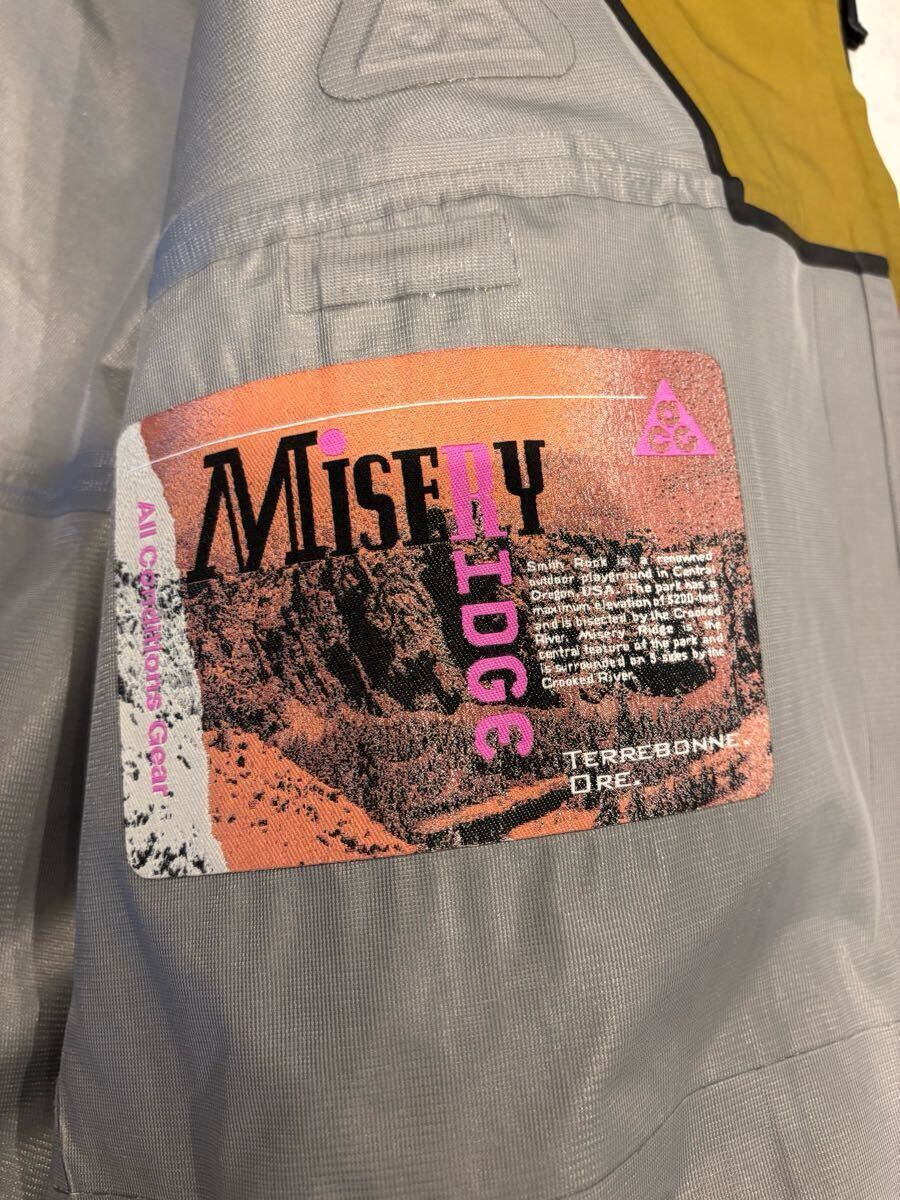 MiSERY
RIDGE
ACG
All Conditions Gear
Smith Rock is a renowned
outdoor playground in Central
Oregon, USA. The park has a
maximum elevation of 3200-feet
and is bisected by the Crooked
River. Misery Ridge is the
central feature of the park and
is surrounded on 3 sides by the
Crooked River.
TERREBONNE.
ORE.